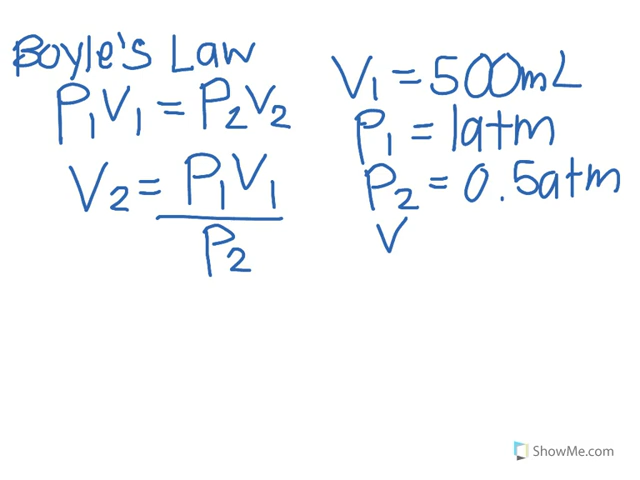 Boyle's Law
P₁V₁ = P₂V₂
V₂ = P₁V₁
P₂
V₁ = 500mL
P₁ = 1atm
P₂ = 0.5atm
V
ShowMe.com